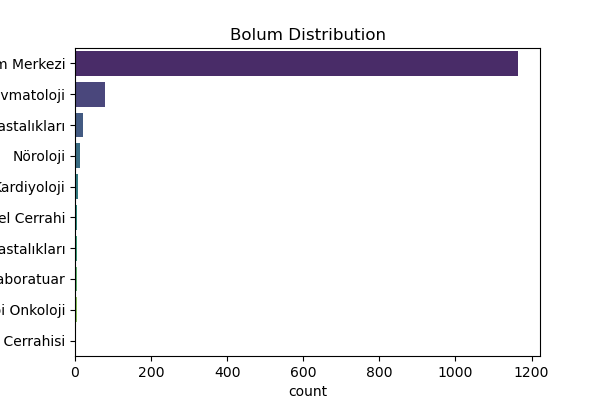 Bolum Distribution
m Merkezi
vmatoloji
astalıkları
Nöroloji
Kardiyoloji
el Cerrahi
astalıkları
aboratuar
bi Onkoloji
Cerrahisi
0 200 400 600 800 1000 1200
count